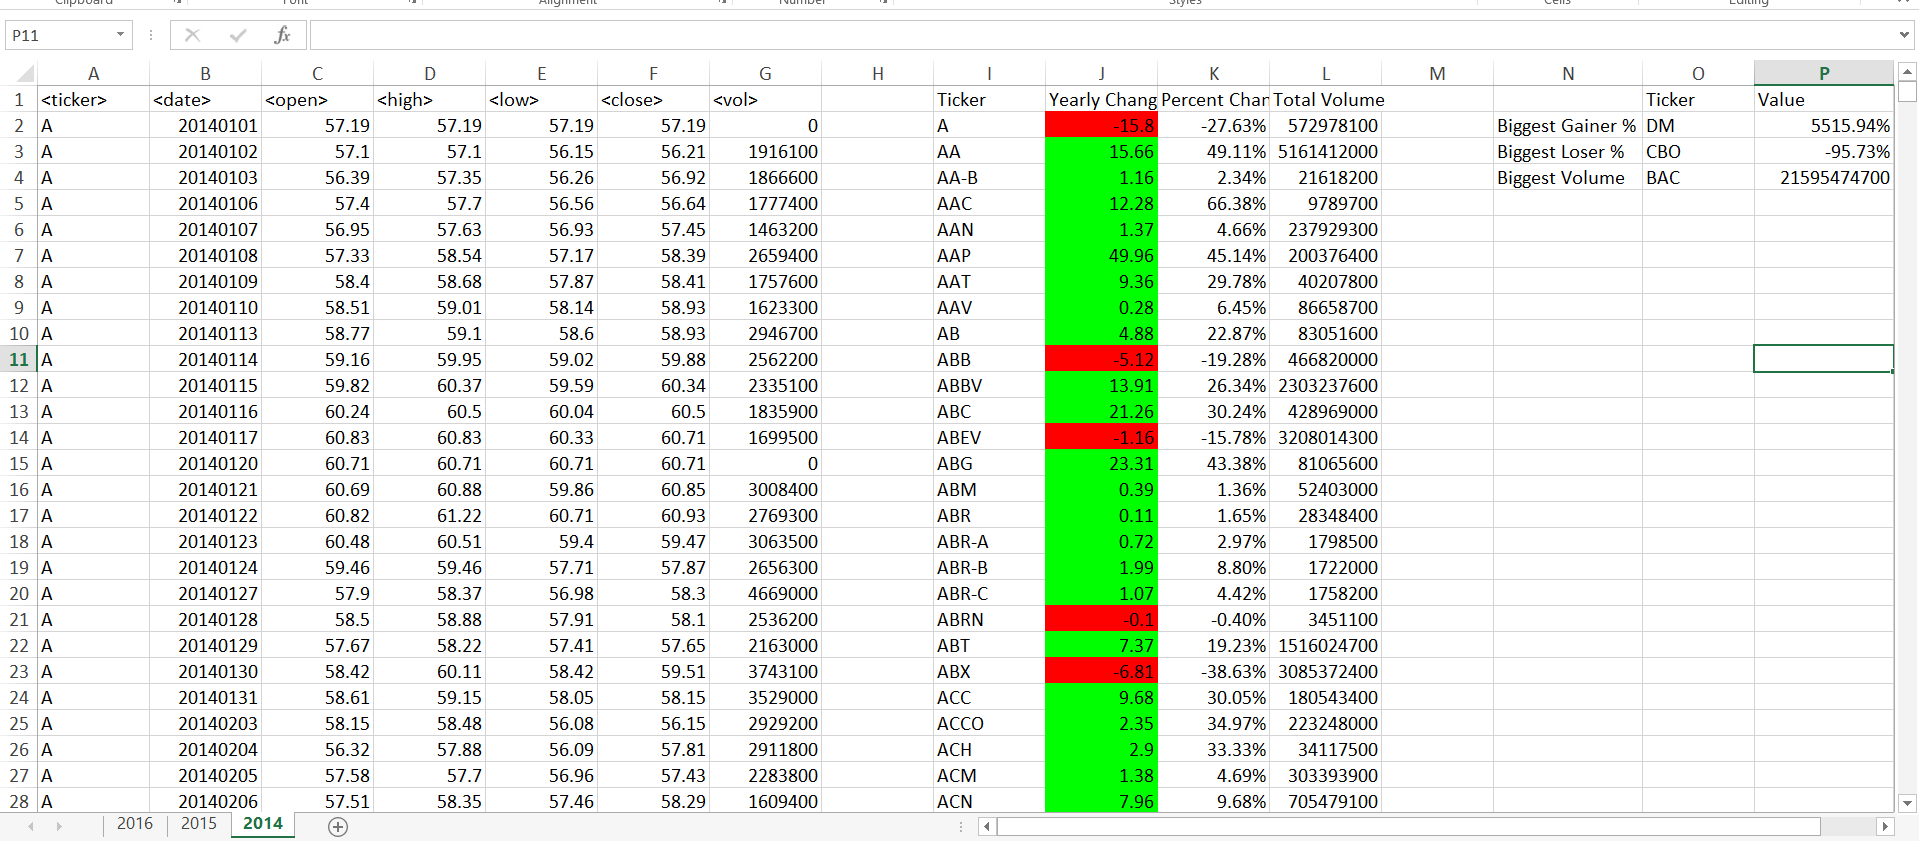 Clipboard Font Alignment Number Styles Cells Editing
P11 fx
A B C D E F G H I J K L M N O P
1 <ticker> <date> <open> <high> <low> <close> <vol> Ticker Yearly Chang Percent Chan Total Volume Ticker Value
2 A 20140101 57.19 57.19 57.19 57.19 0 A -15.8 -27.63% 572978100 Biggest Gainer % DM 5515.94%
3 A 20140102 57.1 57.1 56.15 56.21 1916100 AA 15.66 49.11% 5161412000 Biggest Loser % CBO -95.73%
4 A 20140103 56.39 57.35 56.26 56.92 1866600 AA-B 1.16 2.34% 21618200 Biggest Volume BAC 21595474700
5 A 20140106 57.4 57.7 56.56 56.64 1777400 AAC 12.28 66.38% 9789700
6 A 20140107 56.95 57.63 56.93 57.45 1463200 AAN 1.37 4.66% 237929300
7 A 20140108 57.33 58.54 57.17 58.39 2659400 AAP 49.96 45.14% 200376400
8 A 20140109 58.4 58.68 57.87 58.41 1757600 AAT 9.36 29.78% 40207800
9 A 20140110 58.51 59.01 58.14 58.93 1623300 AAV 0.28 6.45% 86658700
10 A 20140113 58.77 59.1 58.6 58.93 2946700 AB 4.88 22.87% 83051600
11 A 20140114 59.16 59.95 59.02 59.88 2562200 ABB -5.12 -19.28% 466820000
12 A 20140115 59.82 60.37 59.59 60.34 2335100 ABBV 13.91 26.34% 2303237600
13 A 20140116 60.24 60.5 60.04 60.5 1835900 ABC 21.26 30.24% 428969000
14 A 20140117 60.83 60.83 60.33 60.71 1699500 ABEV -1.16 -15.78% 3208014300
15 A 20140120 60.71 60.71 60.71 60.71 0 ABG 23.31 43.38% 81065600
16 A 20140121 60.69 60.88 59.86 60.85 3008400 ABM 0.39 1.36% 52403000
17 A 20140122 60.82 61.22 60.71 60.93 2769300 ABR 0.11 1.65% 28348400
18 A 20140123 60.48 60.51 59.4 59.47 3063500 ABR-A 0.72 2.97% 1798500
19 A 20140124 59.46 59.46 57.71 57.87 2656300 ABR-B 1.99 8.80% 1722000
20 A 20140127 57.9 58.37 56.98 58.3 4669000 ABR-C 1.07 4.42% 1758200
21 A 20140128 58.5 58.88 57.91 58.1 2536200 ABRN -0.1 -0.40% 3451100
22 A 20140129 57.67 58.22 57.41 57.65 2163000 ABT 7.37 19.23% 1516024700
23 A 20140130 58.42 60.11 58.42 59.51 3743100 ABX -6.81 -38.63% 3085372400
24 A 20140131 58.61 59.15 58.05 58.15 3529000 ACC 9.68 30.05% 180543400
25 A 20140203 58.15 58.48 56.08 56.15 2929200 ACCO 2.35 34.97% 223248000
26 A 20140204 56.32 57.88 56.09 57.81 2911800 ACH 2.9 33.33% 34117500
27 A 20140205 57.58 57.7 56.96 57.43 2283800 ACM 1.38 4.69% 303393900
28 A 20140206 57.51 58.35 57.46 58.29 1609400 ACN 7.96 9.68% 705479100
2016 2015 2014